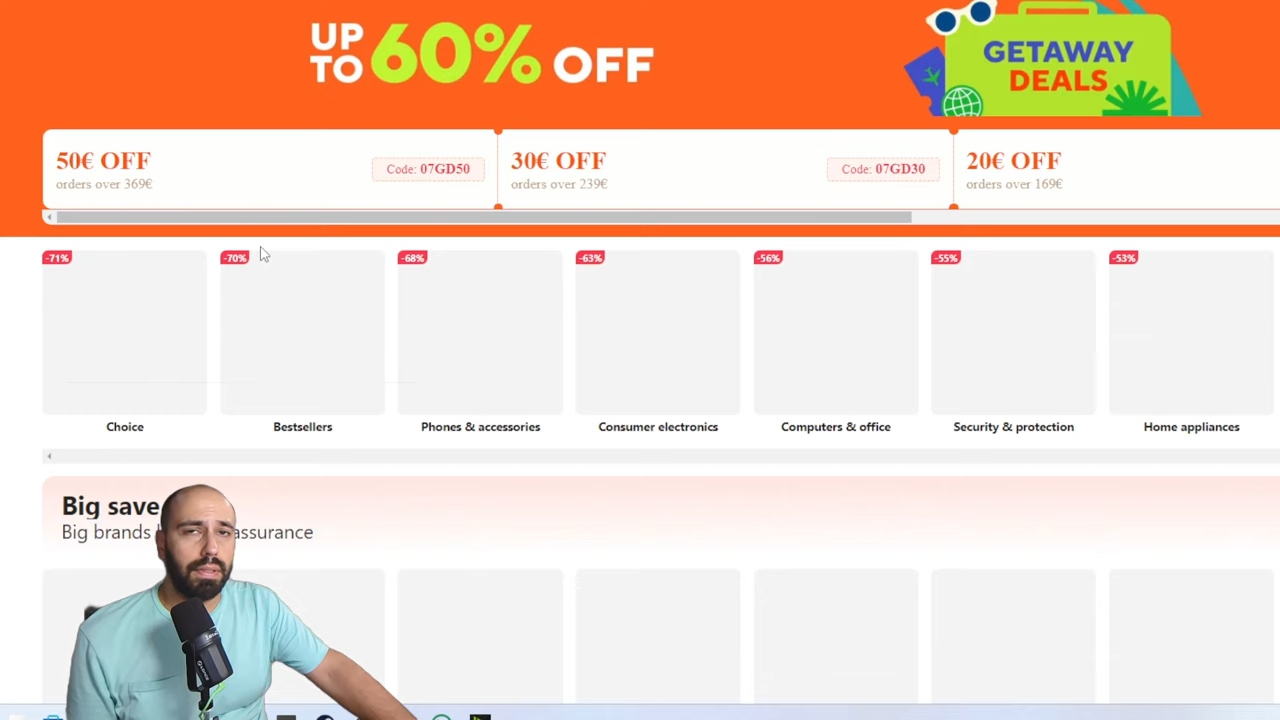 UP TO 60% OFF
GETAWAY
DEALS
50€ OFF
orders over 369€
Code: 07GD50
30€ OFF
orders over 239€
Code: 07GD30
20€ OFF
orders over 169€
-71%
-70%
-68%
-63%
-56%
-55%
-53%
Choice
Bestsellers
Phones & accessories
Consumer electronics
Computers & office
Security & protection
Home appliances
Big save
Big brands assurance